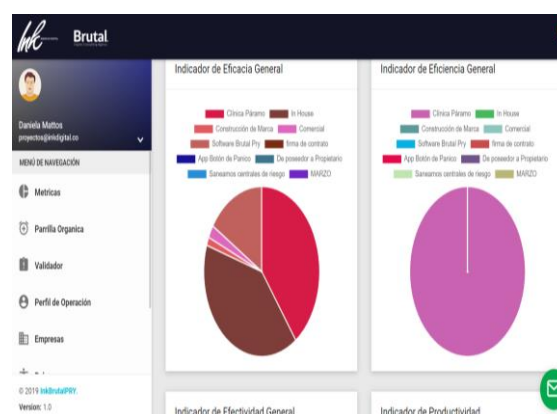 Ink
Brutal
Daniela Mattos
proyectos@inkdigital.co
MENÚ DE NAVEGACIÓN
Metricas
Parrilla Organica
Validador
Perfil de Operación
Empresas
© 2019 InkBrutalPRY.
Version: 1.0
Indicador de Eficacia General
Clínica Páramo In House
Construcción de Marca Comercial
Software Brutal Pry firma de contrato
App Botón de Panico De poseedor a Propietario
Saneamos centrales de riesgo MARZO
Indicador de Eficiencia General
Clínica Páramo In House
Construcción de Marca Comercial
Software Brutal Pry firma de contrato
App Botón de Panico De poseedor a Propietario
Saneamos centrales de riesgo MARZO
Indicador de Efectividad General
Indicador de Productividad